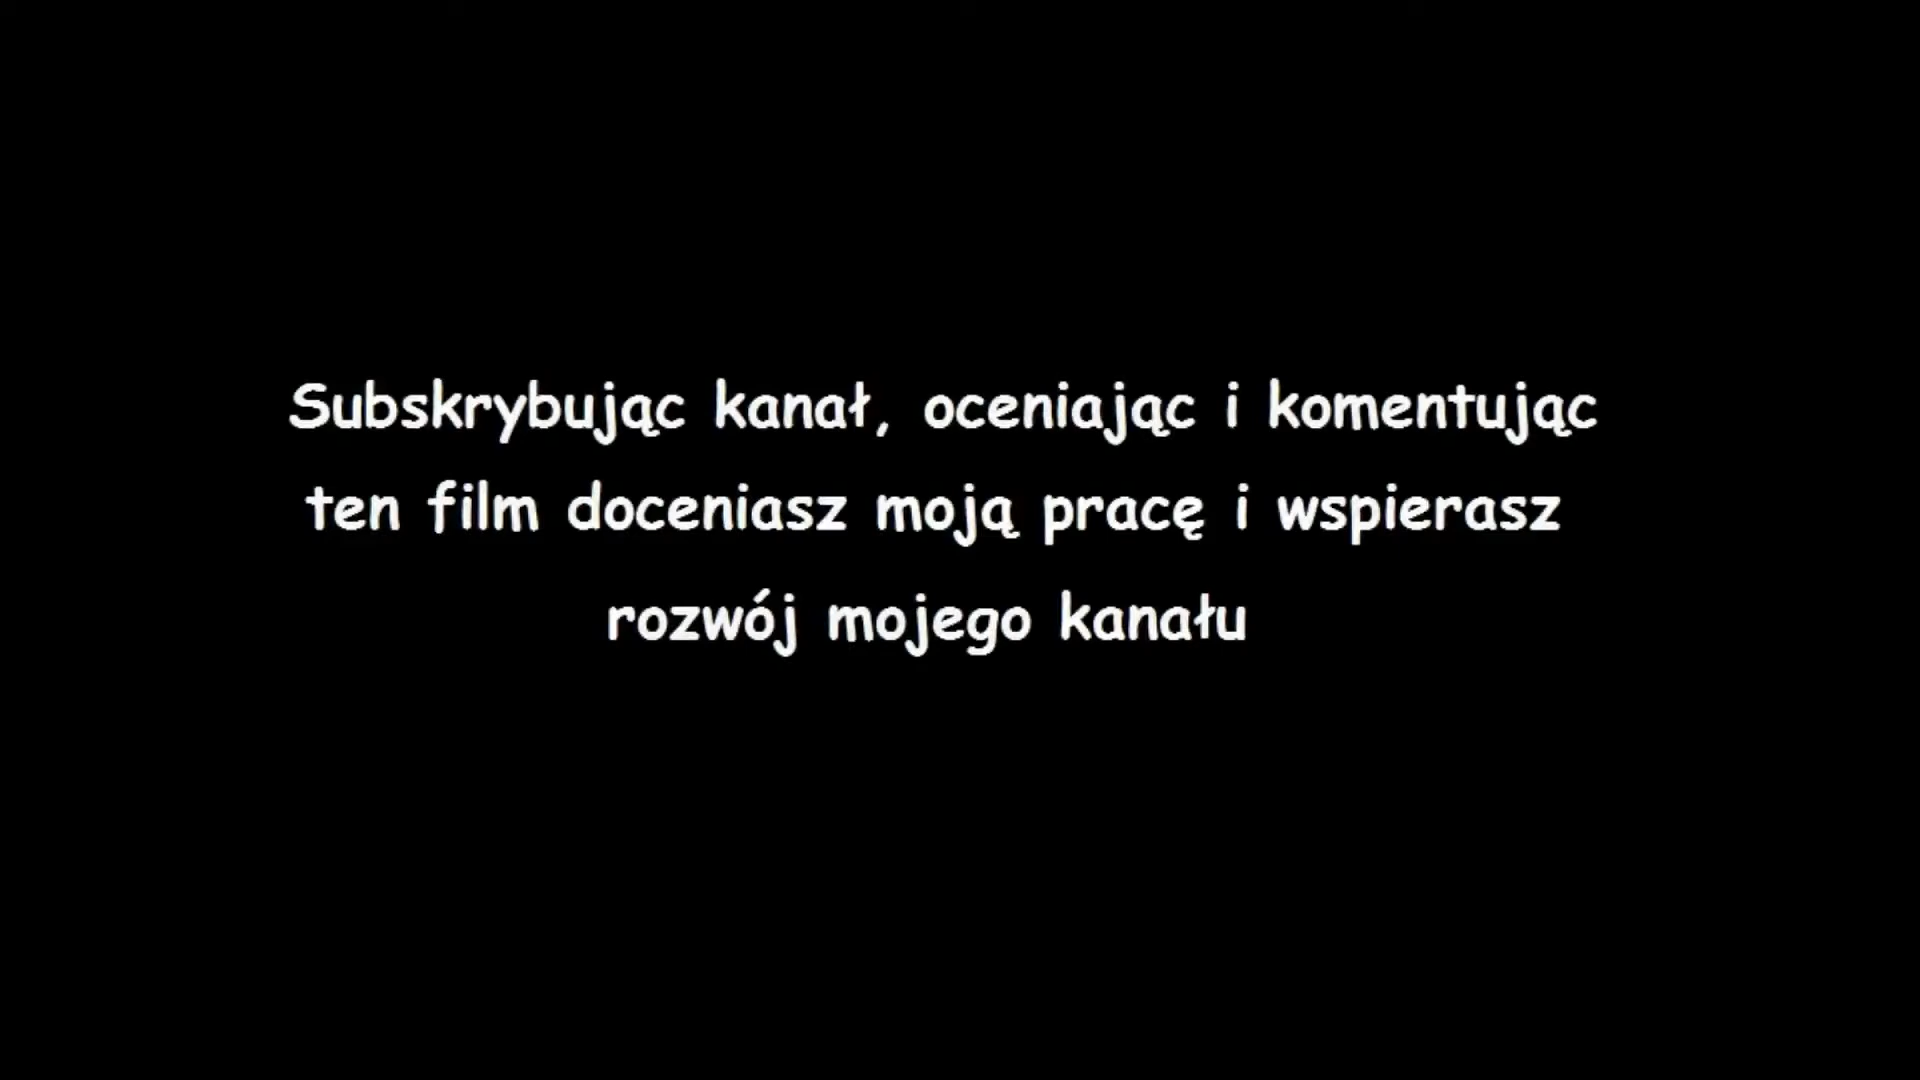 Subskrybując kanał, oceniając i komentując
ten film doceniasz moją pracę i wspierasz
rozwój mojego kanału